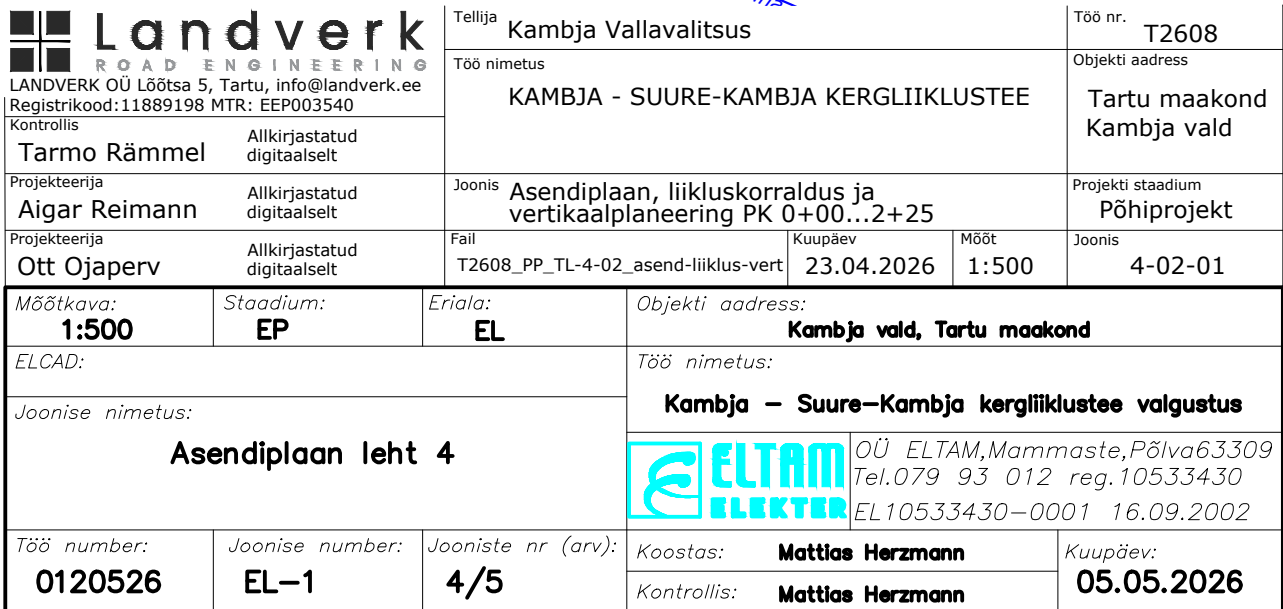 Landverk
ROAD ENGINEERING
LANDVERK OÜ Lõõtsa 5, Tartu, info@landverk.ee
Registrikood:11889198 MTR: EEP003540
Kontrollis
Tarmo Rämmel
Allkirjastatud
digitaalselt
Projekteerija
Aigar Reimann
Allkirjastatud
digitaalselt
Projekteerija
Ott Ojaperv
Allkirjastatud
digitaalselt
Tellija
Kambja Vallavalitsus
Töö nimetus
KAMBJA - SUURE-KAMBJA KERGLIIKLUSTEE
Joonis
Asendiplaan, liikluskorraldus ja
vertikaalplaneering PK 0+00...2+25
Fail
T2608_PP_TL-4-02_asend-liiklus-vert
Kuupäev
23.04.2026
Mõõt
1:500
Töö nr.
T2608
Objekti aadress
Tartu maakond
Kambja vald
Projekti staadium
Põhiprojekt
Joonis
4-02-01
Mõõtkava:
1:500
Staadium:
EP
Eriala:
EL
Objekti aadress:
Kambja vald, Tartu maakond
ELCAD:
Töö nimetus:
Kambja – Suure–Kambja kergliiklustee valgustus
Joonise nimetus:
Asendiplaan leht 4
ELTAM
ELEKTER
OÜ ELTAM,Mammaste,Põlva63309
Tel.079 93 012 reg.10533430
EL10533430–0001 16.09.2002
Töö number:
0120526
Joonise number:
EL–1
Jooniste nr (arv):
4/5
Koostas: Mattias Herzmann
Kontrollis: Mattias Herzmann
Kuupäev:
05.05.2026